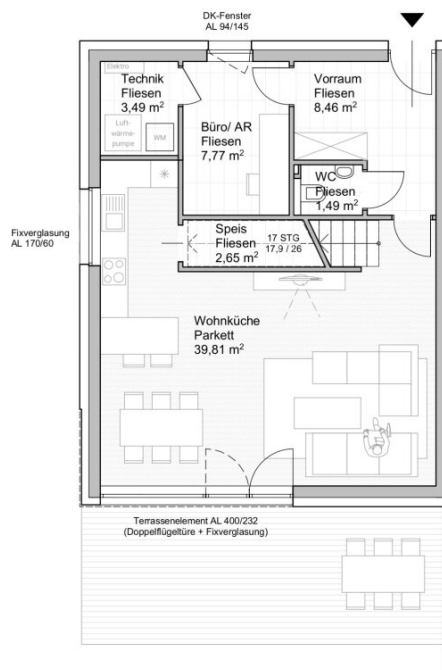 DK-Fenster
AL 94/145
Elektro
Technik
Fliesen
3,49 m²
Luft-
wärme-
pumpe
WM
Büro/ AR
Fliesen
7,77 m²
Vorraum
Fliesen
8,46 m²
WC
Fliesen
1,49 m²
Fixverglasung
AL 170/60
Speis
Fliesen
2,65 m²
17 STG
17,9 / 26
Wohnküche
Parkett
39,81 m²
Terrassenelement AL 400/232
(Doppelflügeltüre + Fixverglasung)